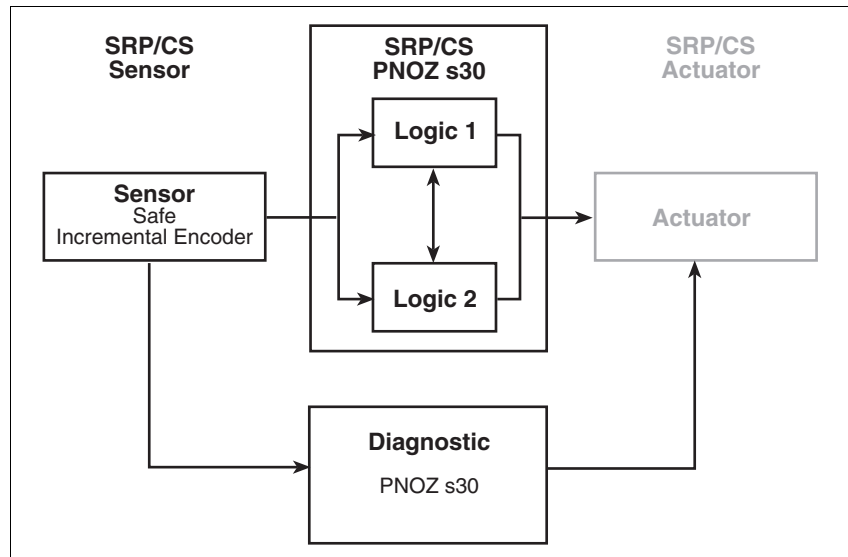 SRP/CS
Sensor
SRP/CS
PNOZ s30
SRP/CS
Actuator
Logic 1
Sensor
Safe
Incremental Encoder
Actuator
Logic 2
Diagnostic
PNOZ s30